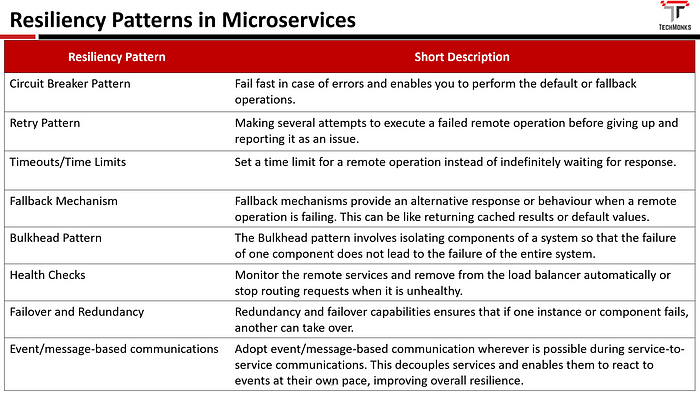 Resiliency Patterns in Microservices
TECHMONKS
Resiliency Pattern
Short Description
Circuit Breaker Pattern
Fail fast in case of errors and enables you to perform the default or fallback
operations.
Retry Pattern
Making several attempts to execute a failed remote operation before giving up and
reporting it as an issue.
Timeouts/Time Limits
Set a time limit for a remote operation instead of indefinitely waiting for response.
Fallback Mechanism
Fallback mechanisms provide an alternative response or behaviour when a remote
operation is failing. This can be like returning cached results or default values.
Bulkhead Pattern
The Bulkhead pattern involves isolating components of a system so that the failure
of one component does not lead to the failure of the entire system.
Health Checks
Monitor the remote services and remove from the load balancer automatically or
stop routing requests when it is unhealthy.
Failover and Redundancy
Redundancy and failover capabilities ensures that if one instance or component fails,
another can take over.
Event/message-based communications
Adopt event/message-based communication wherever is possible during service-to-
service communications. This decouples services and enables them to react to
events at their own pace, improving overall resilience.